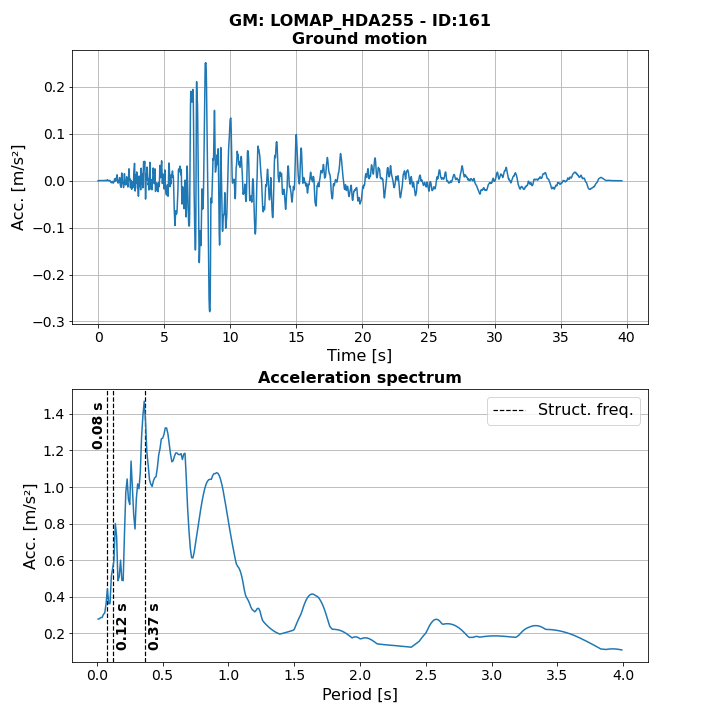 GM: LOMAP_HDA255 - ID:161
Ground motion
Acc. [m/s²]
0.2
0.1
0.0
−0.1
−0.2
−0.3
0 5 10 15 20 25 30 35 40
Time [s]
Acceleration spectrum
Acc. [m/s²]
1.4
1.2
1.0
0.8
0.6
0.4
0.2
0.08 s
0.12 s
0.37 s
Struct. freq.
0.0 0.5 1.0 1.5 2.0 2.5 3.0 3.5 4.0
Period [s]